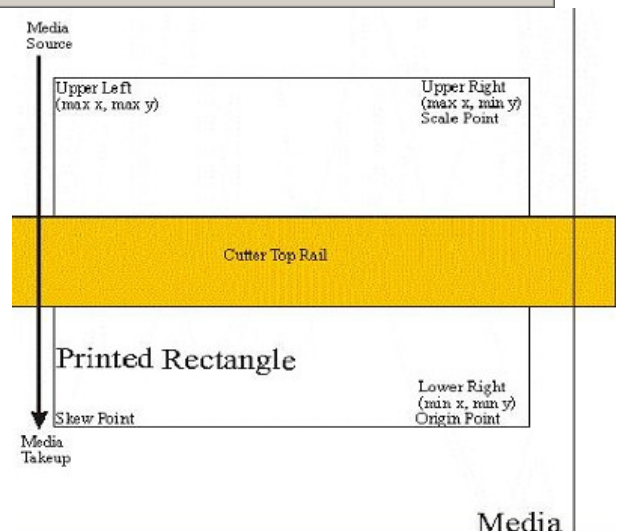 Media
Source
Upper Left
(max x, max y)
Upper Right
(max x, min y)
Scale Point
Cutter Top Rail
Printed Rectangle
Lower Right
(min x, min y)
Origin Point
Skew Point
Media
Takeup
Media